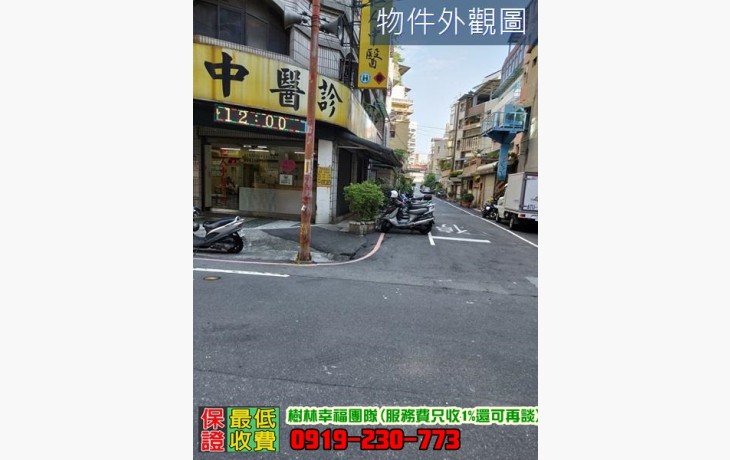 物件外觀圖
醫
中醫診
12:00
保證
最低收費
樹林幸福團隊(服務費只收1%還可再談)
0919-230-773